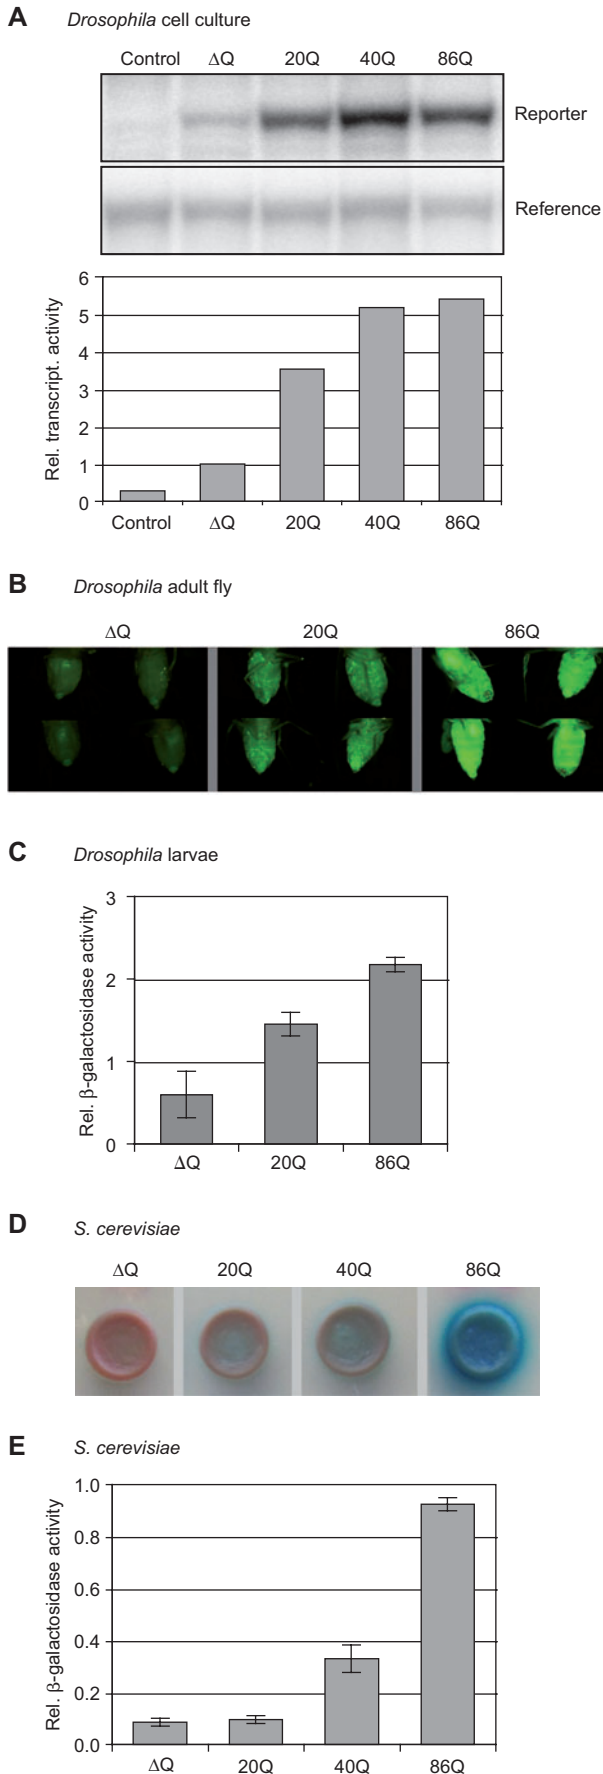 A Drosophila cell culture
Control ΔQ 20Q 40Q 86Q
Reporter
Reference
Rel. transcript. activity
6
5
4
3
2
1
0
Control ΔQ 20Q 40Q 86Q
B Drosophila adult fly
ΔQ 20Q 86Q
C Drosophila larvae
Rel. β-galactosidase activity
3
2
1
0
ΔQ 20Q 86Q
D S. cerevisiae
ΔQ 20Q 40Q 86Q
E S. cerevisiae
Rel. β-galactosidase activity
1.0
0.8
0.6
0.4
0.2
0.0
ΔQ 20Q 40Q 86Q